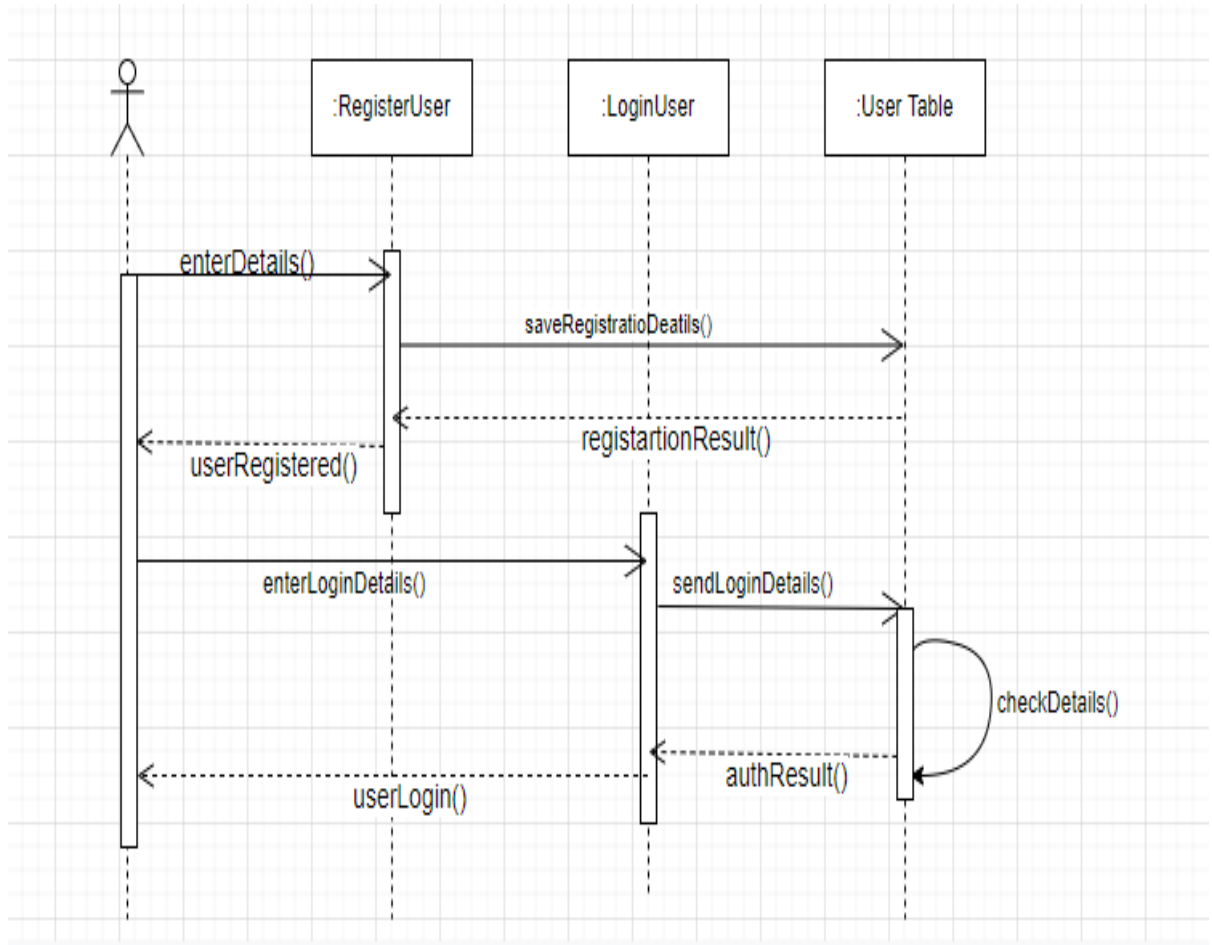 :RegisterUser
:LoginUser
:User Table
enterDetails()
saveRegistratioDeatils()
registartionResult()
userRegistered()
enterLoginDetails()
sendLoginDetails()
checkDetails()
authResult()
userLogin()